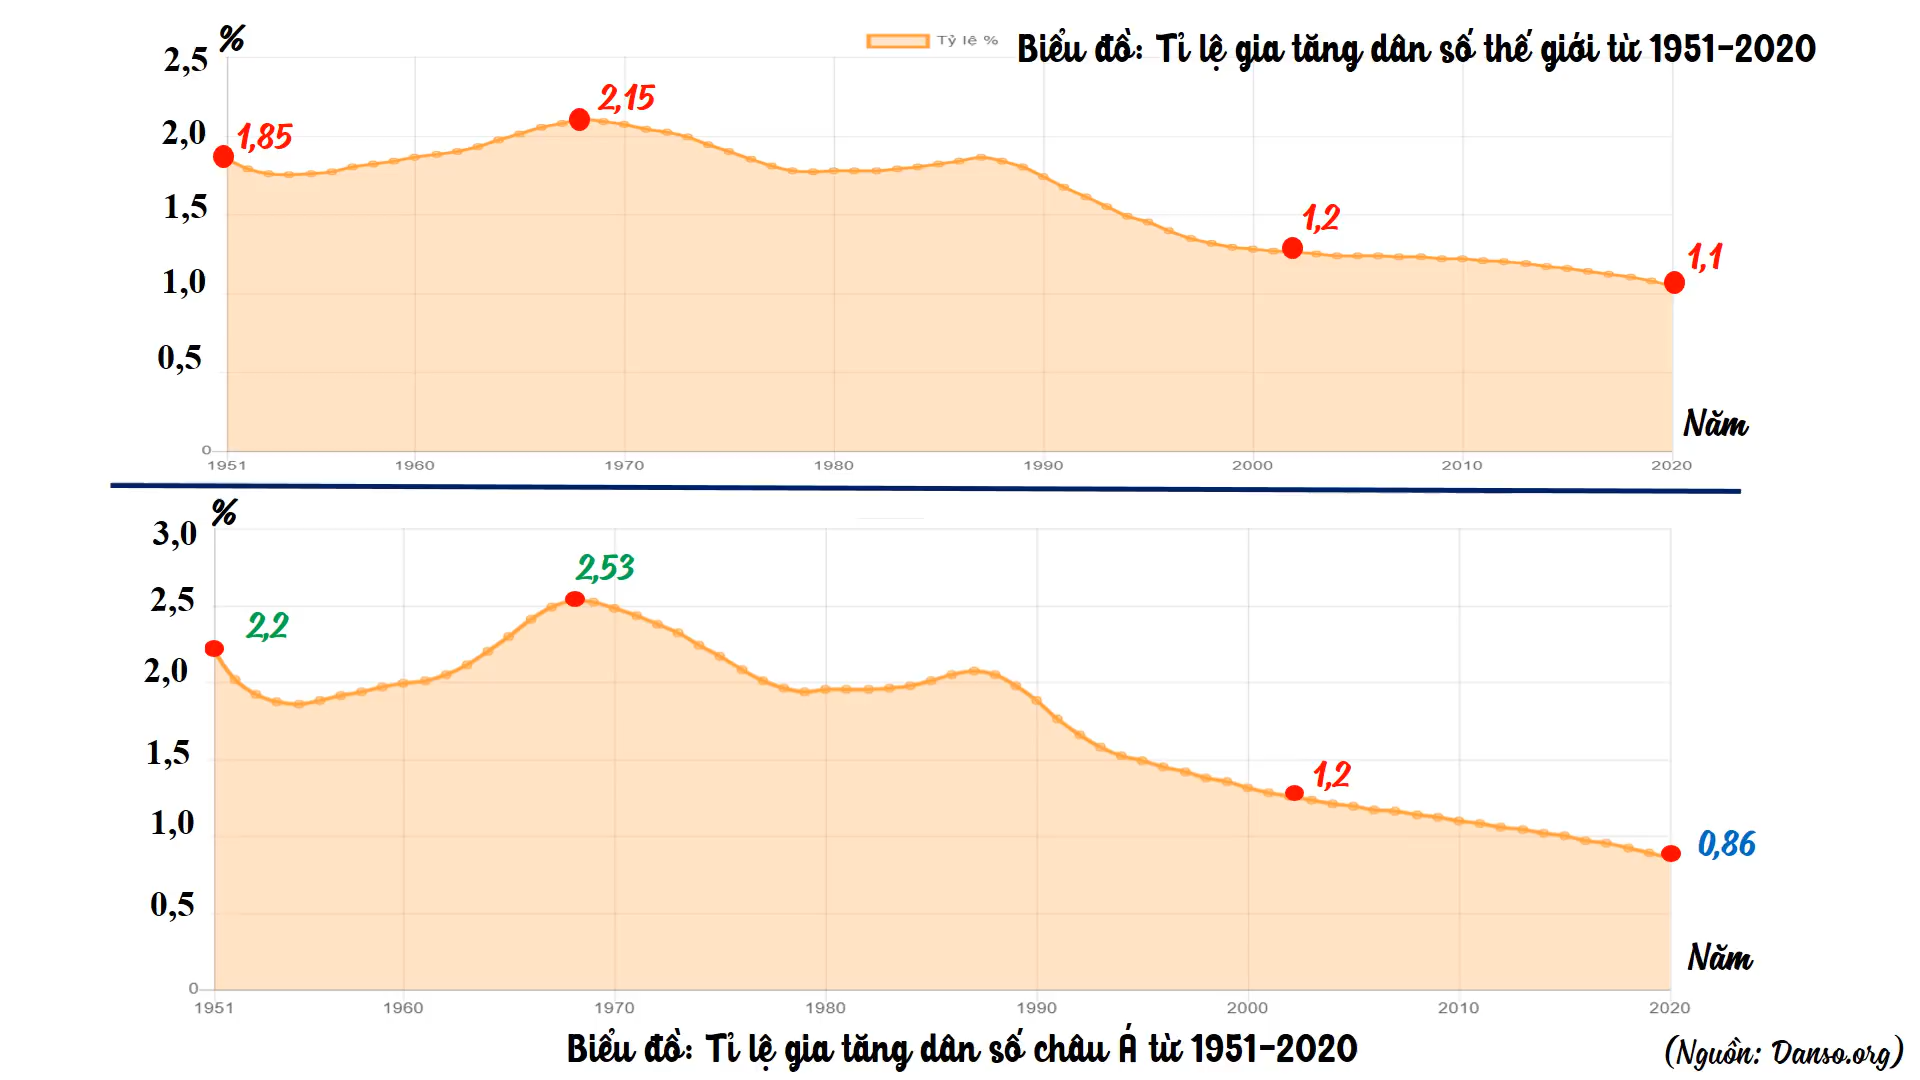 %
Tỷ lệ %
Biểu đồ: Tỉ lệ gia tăng dân số thế giới từ 1951-2020
2,5
2,15
2,0
1,85
1,5
1,2
1,1
1,0
0,5
Năm
0
1951 1960 1970 1980 1990 2000 2010 2020
%
3,0
2,53
2,5
2,2
2,0
1,5
1,2
1,0
0,86
0,5
Năm
0
1951 1960 1970 1980 1990 2000 2010 2020
Biểu đồ: Tỉ lệ gia tăng dân số châu Á từ 1951-2020
(Nguồn: Danso.org)